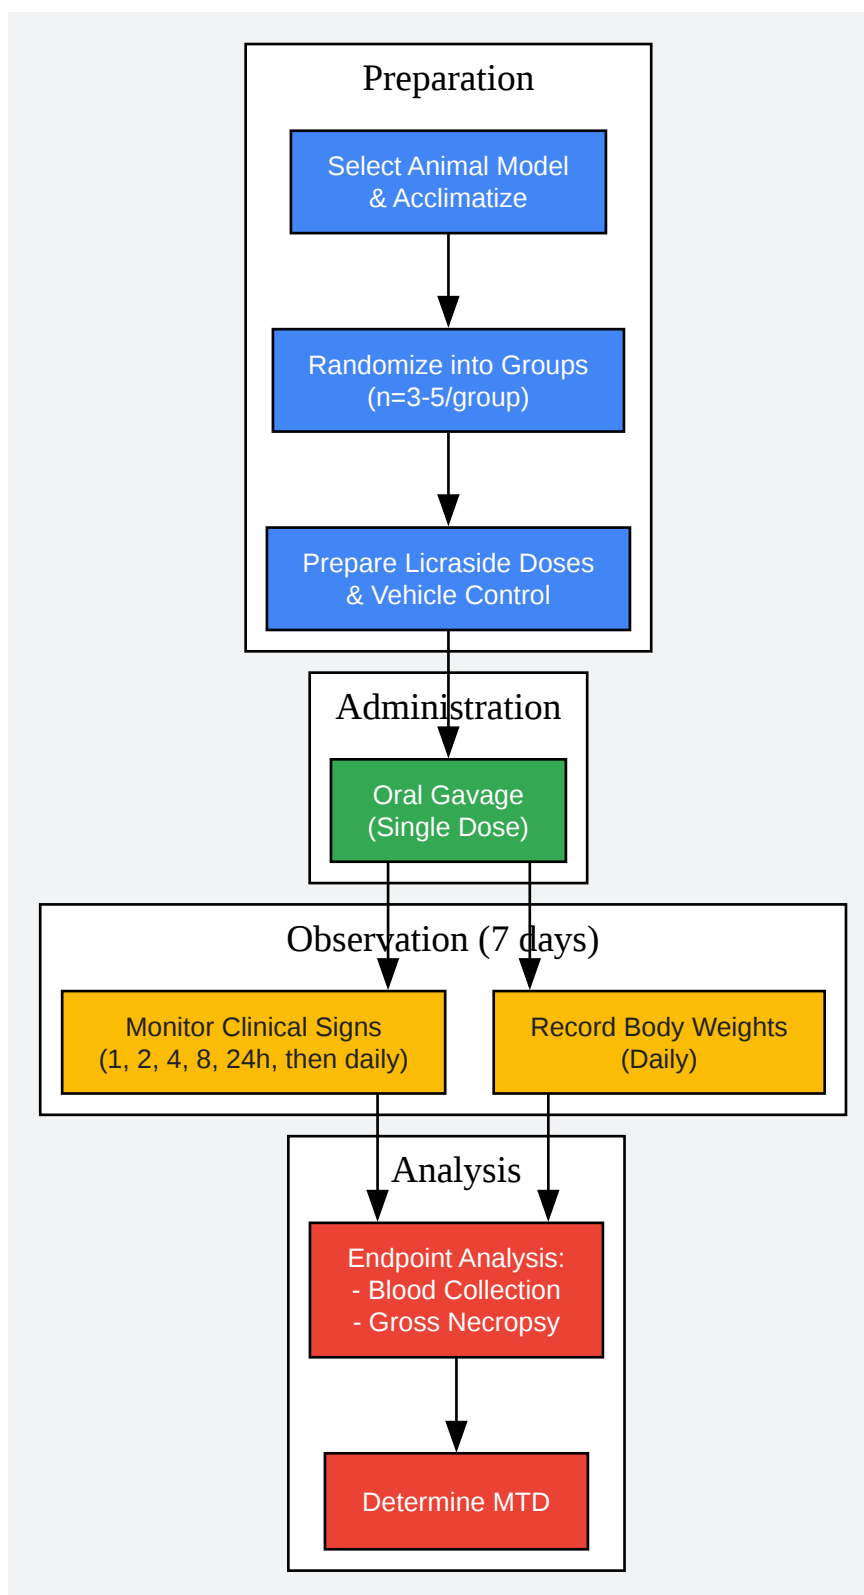 Preparation
Select Animal Model
& Acclimatize
Randomize into Groups
(n=3-5/group)
Prepare Licraside Doses
& Vehicle Control
Administration
Oral Gavage
(Single Dose)
Observation (7 days)
Monitor Clinical Signs
(1, 2, 4, 8, 24h, then daily)
Record Body Weights
(Daily)
Analysis
Endpoint Analysis:
- Blood Collection
- Gross Necropsy
Determine MTD